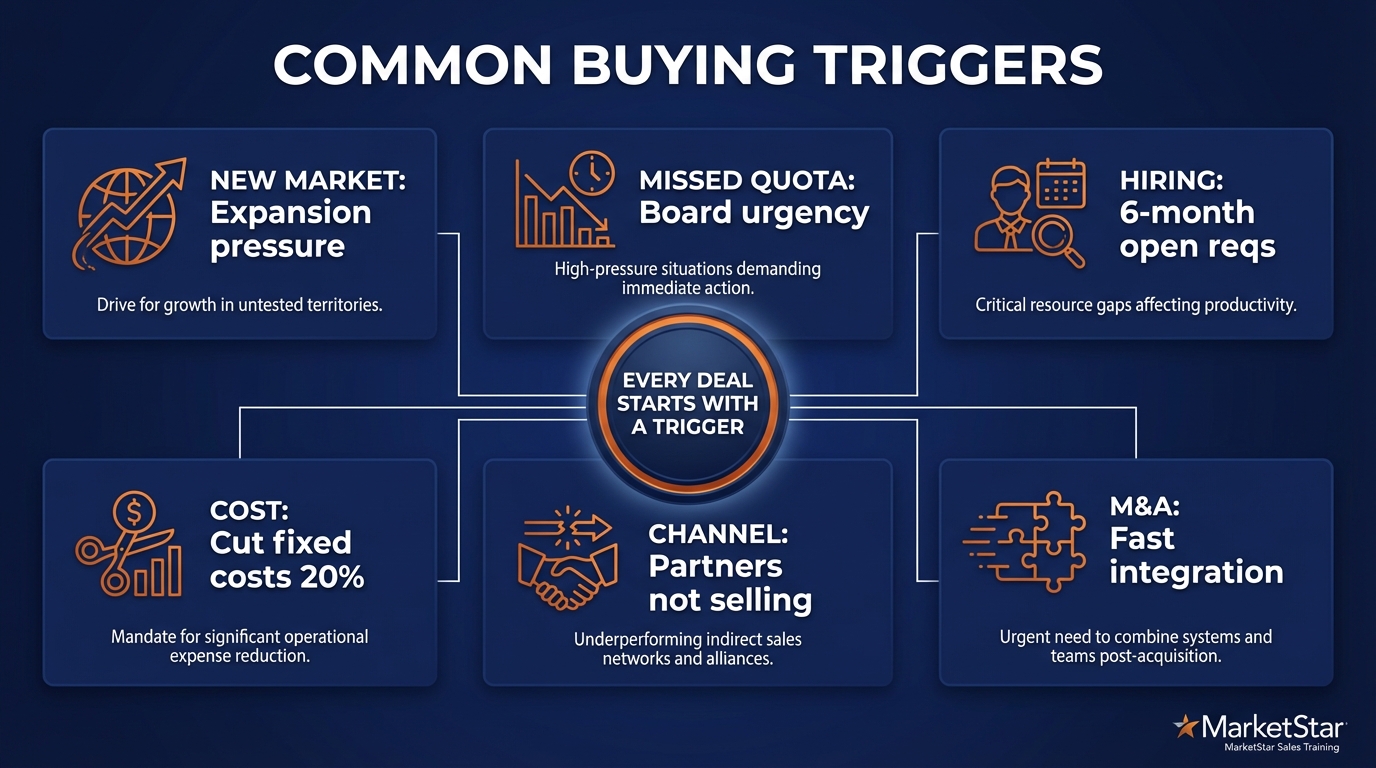 COMMON BUYING TRIGGERS
NEW MARKET:
Expansion
pressure
Drive for growth in untested territories.
MISSED QUOTA:
Board urgency
High-pressure situations demanding
immediate action.
HIRING:
6-month
open reqs
Critical resource gaps affecting productivity.
EVERY DEAL
STARTS WITH
A TRIGGER
COST:
Cut fixed
costs 20%
Mandate for significant operational
expense reduction.
CHANNEL:
Partners
not selling
Underperforming indirect sales
networks and alliances.
M&A:
Fast
integration
Urgent need to combine systems and
teams post-acquisition.
MarketStar
MarketStar Sales Training